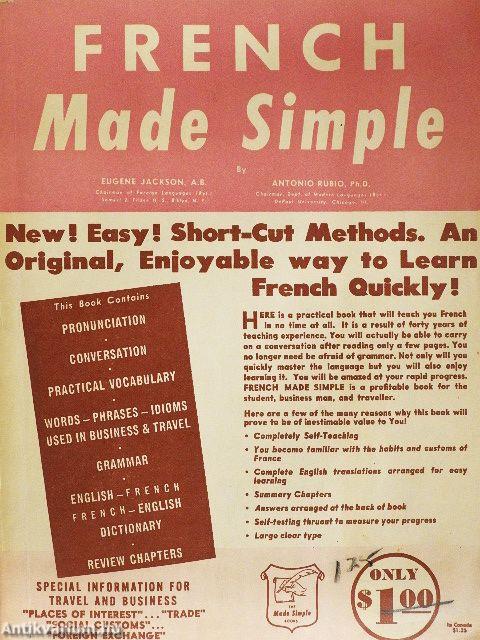 FRENCH
Made Simple
By
EUGENE JACKSON, A.B.
Chairman of Foreign Languages
Samuel J. Tilden H. S., B'klyn, N. Y.
ANTONIO RUBIO, Ph.D.
Chairman, Dept. of Modern Languages
DePaul University, Chicago, Ill.
New! Easy! Short-Cut Methods. An
Original, Enjoyable way to Learn
French Quickly!
This Book Contains
PRONUNCIATION
•
CONVERSATION
•
PRACTICAL VOCABULARY
•
WORDS – PHRASES – IDIOMS
USED IN BUSINESS & TRAVEL
•
GRAMMAR
•
ENGLISH – FRENCH
FRENCH – ENGLISH
DICTIONARY
•
REVIEW CHAPTERS
HERE is a practical book that will teach you French
in no time at all. It is a result of forty years of
teaching experience. You will actually be able to carry
on a conversation after reading only a few pages. You
no longer need be afraid of grammar. Not only will you
quickly master the language but you will also enjoy
learning it. You will be amazed at your rapid progress.
FRENCH MADE SIMPLE is a profitable book for the
student, business man, and traveller.
Here are a few of the many reasons why this book will
prove to be of inestimable value to You!
• Completely Self-Teaching
• You become familiar with the habits and customs of
France
• Complete English translations arranged for easy
learning
• Summary Chapters
• Answers arranged at the back of book
• Self-testing thruout to measure your progress
• Large clear type
SPECIAL INFORMATION FOR
TRAVEL AND BUSINESS
"PLACES OF INTEREST"... "TRADE"
"SOCIAL CUSTOMS"...
"FOREIGN EXCHANGE"
THE
Made Simple
BOOKS
175
ONLY
$1.00
In Canada
$1.25